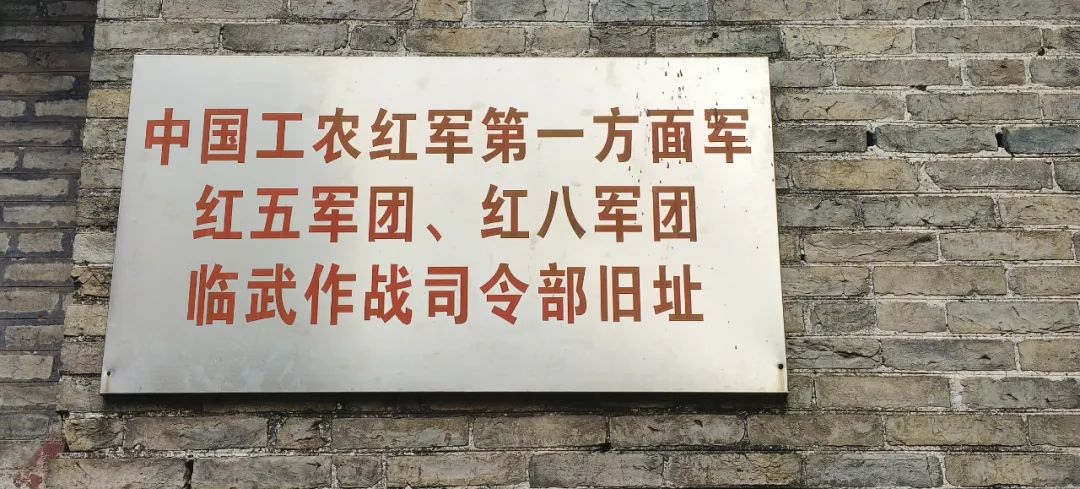 中国工农红军第一方面军
红五军团、红八军团
临武作战司令部旧址